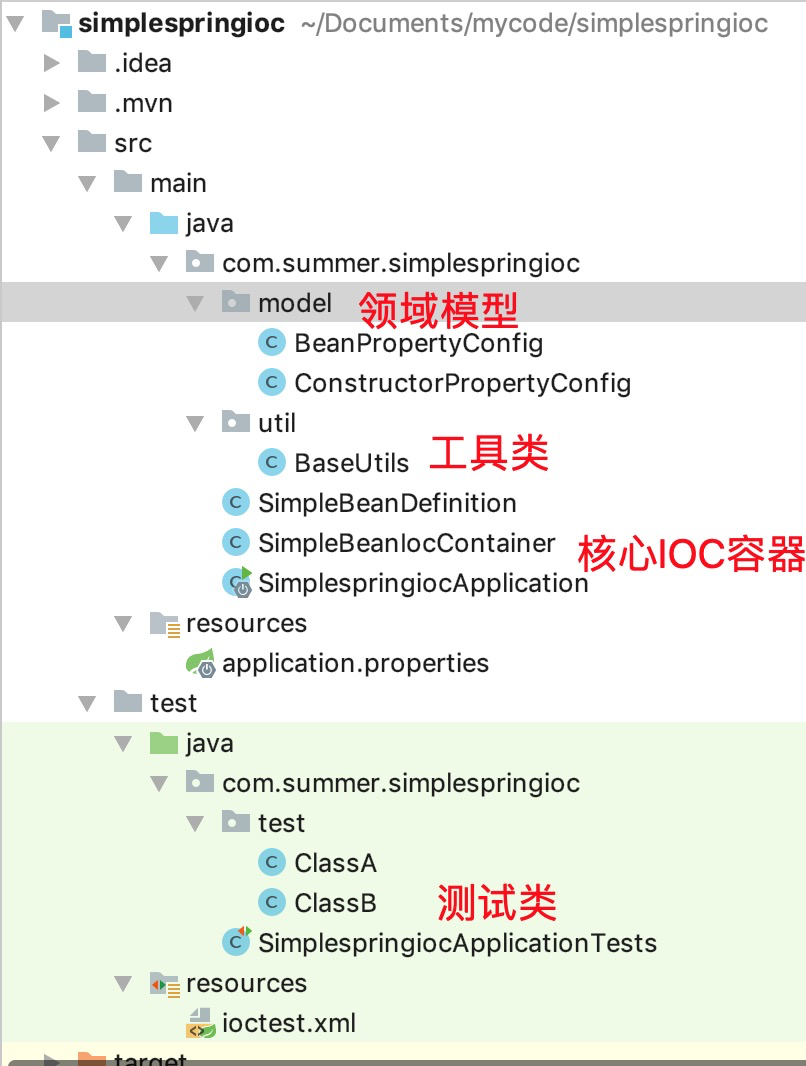 simplespringioc ~/Documents/mycode/simplespringioc
.idea
.mvn
src
main
java
com.summer.simplespringioc
model 领域模型
C BeanPropertyConfig
C ConstructorPropertyConfig
util
C BaseUtils 工具类
C SimpleBeanDefinition
C SimpleBeanIocContainer 核心IOC容器
C SimplespringiocApplication
resources
application.properties
test
java
com.summer.simplespringioc
test
C ClassA
C ClassB 测试类
C SimplespringiocApplicationTests
resources
ioctest.xml
target